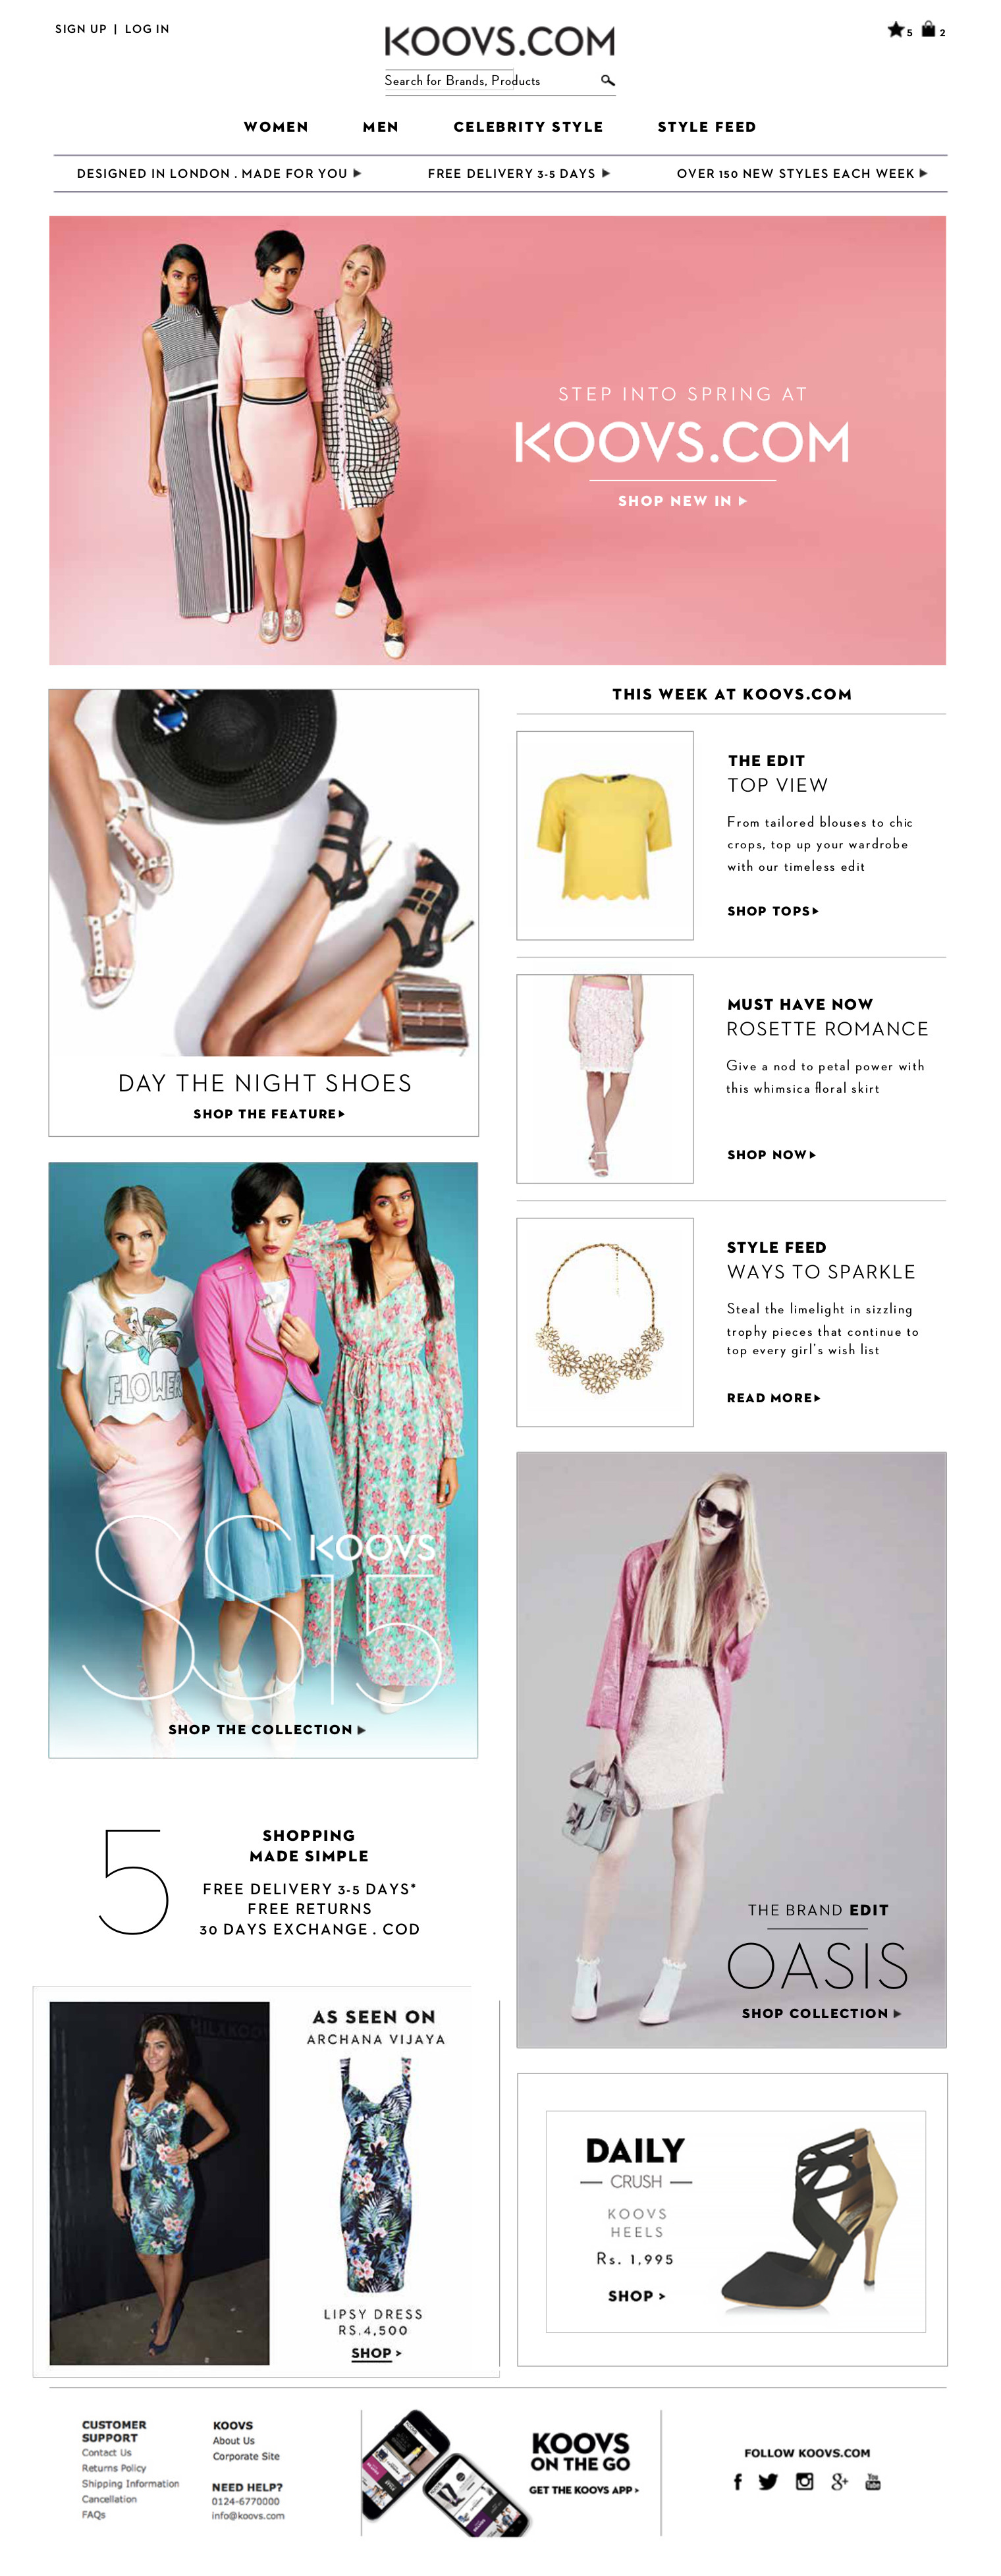 SIGN UP | LOG IN
KOOVS.COM
5 2
Search for Brands, Products
WOMEN MEN CELEBRITY STYLE STYLE FEED
DESIGNED IN LONDON . MADE FOR YOU FREE DELIVERY 3-5 DAYS OVER 150 NEW STYLES EACH WEEK
STEP INTO SPRING AT
KOOVS.COM
SHOP NEW IN
DAY THE NIGHT SHOES
SHOP THE FEATURE
THIS WEEK AT KOOVS.COM
THE EDIT
TOP VIEW
From tailored blouses to chic
crops, top up your wardrobe
with our timeless edit
SHOP TOPS
MUST HAVE NOW
ROSETTE ROMANCE
Give a nod to petal power with
this whimsica floral skirt
SHOP NOW
STYLE FEED
WAYS TO SPARKLE
Steal the limelight in sizzling
trophy pieces that continue to
top every girl's wish list
READ MORE
FLOWER
KOOVS
SS15
SHOP THE COLLECTION
THE BRAND EDIT
OASIS
SHOP COLLECTION
5
SHOPPING
MADE SIMPLE
FREE DELIVERY 3-5 DAYS*
FREE RETURNS
30 DAYS EXCHANGE . COD
AS SEEN ON
ARCHANA VIJAYA
LIPSY DRESS
RS.4,500
SHOP >
DAILY
CRUSH
KOOVS
HEELS
Rs. 1,995
SHOP >
CUSTOMER
SUPPORT
Contact Us
Returns Policy
Shipping Information
Cancellation
FAQs
KOOVS
About Us
Corporate Site
NEED HELP?
0124-6770000
info@koovs.com
KOOVS
ON THE GO
GET THE KOOVS APP >
FOLLOW KOOVS.COM
f g+ You Tube